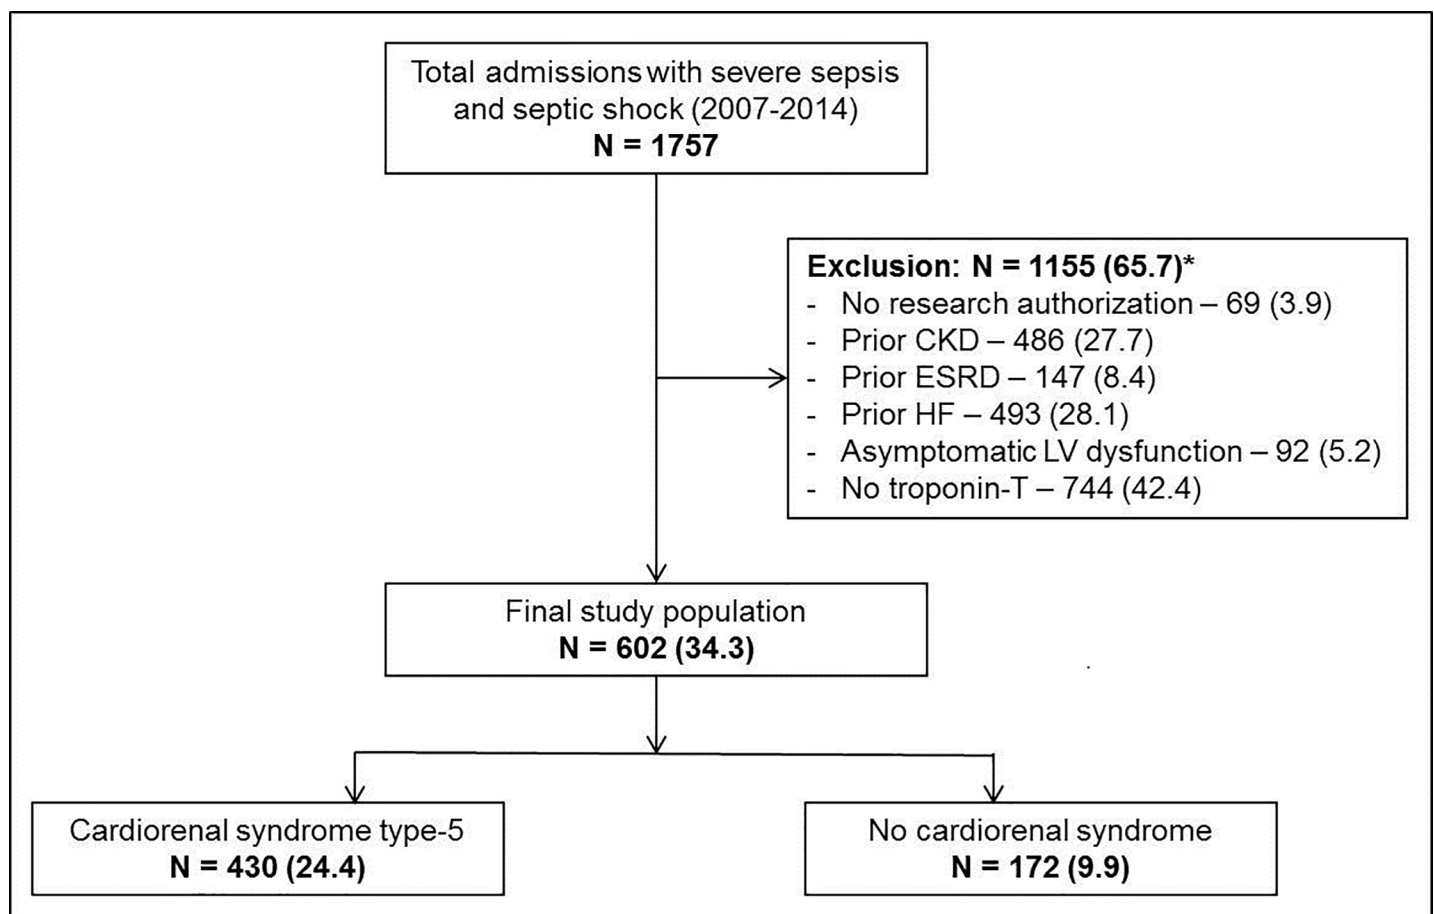 Total admissions with severe sepsis
and septic shock (2007-2014)
N = 1757
Exclusion: N = 1155 (65.7)*
- No research authorization – 69 (3.9)
- Prior CKD – 486 (27.7)
- Prior ESRD – 147 (8.4)
- Prior HF – 493 (28.1)
- Asymptomatic LV dysfunction – 92 (5.2)
- No troponin-T – 744 (42.4)
Final study population
N = 602 (34.3)
Cardiorenal syndrome type-5
N = 430 (24.4)
No cardiorenal syndrome
N = 172 (9.9)